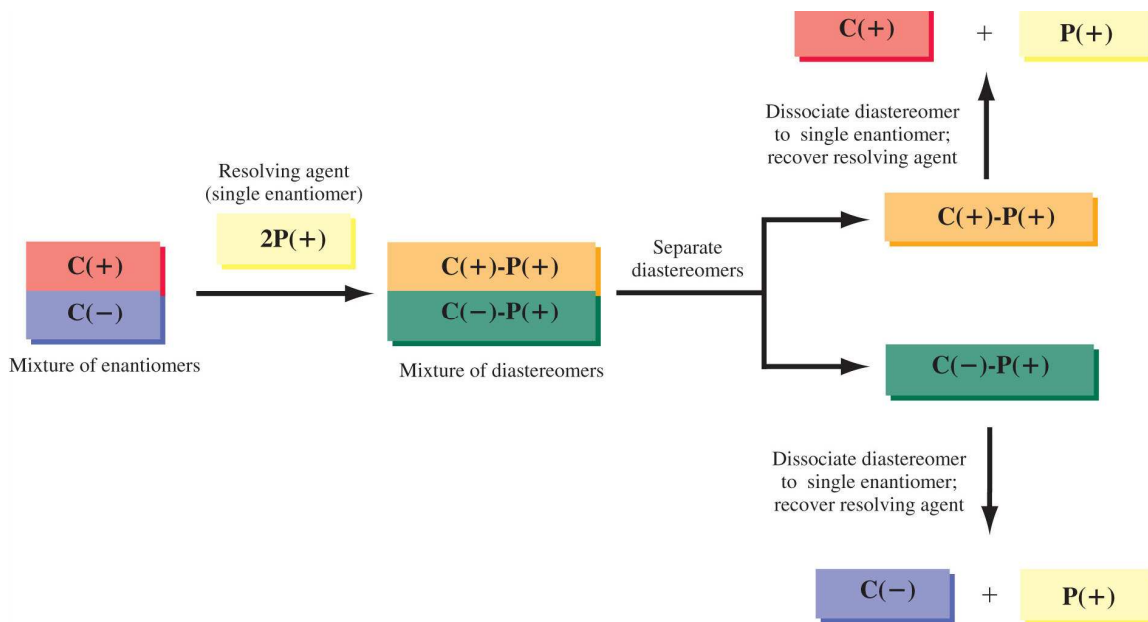 C(+) + P(+)
Dissociate diastereomer
to single enantiomer;
recover resolving agent
Resolving agent
(single enantiomer)
2P(+)
C(+)
C(−)
Mixture of enantiomers
C(+)-P(+)
C(−)-P(+)
Mixture of diastereomers
Separate
diastereomers
C(+)-P(+)
C(−)-P(+)
Dissociate diastereomer
to single enantiomer;
recover resolving agent
C(−) + P(+)